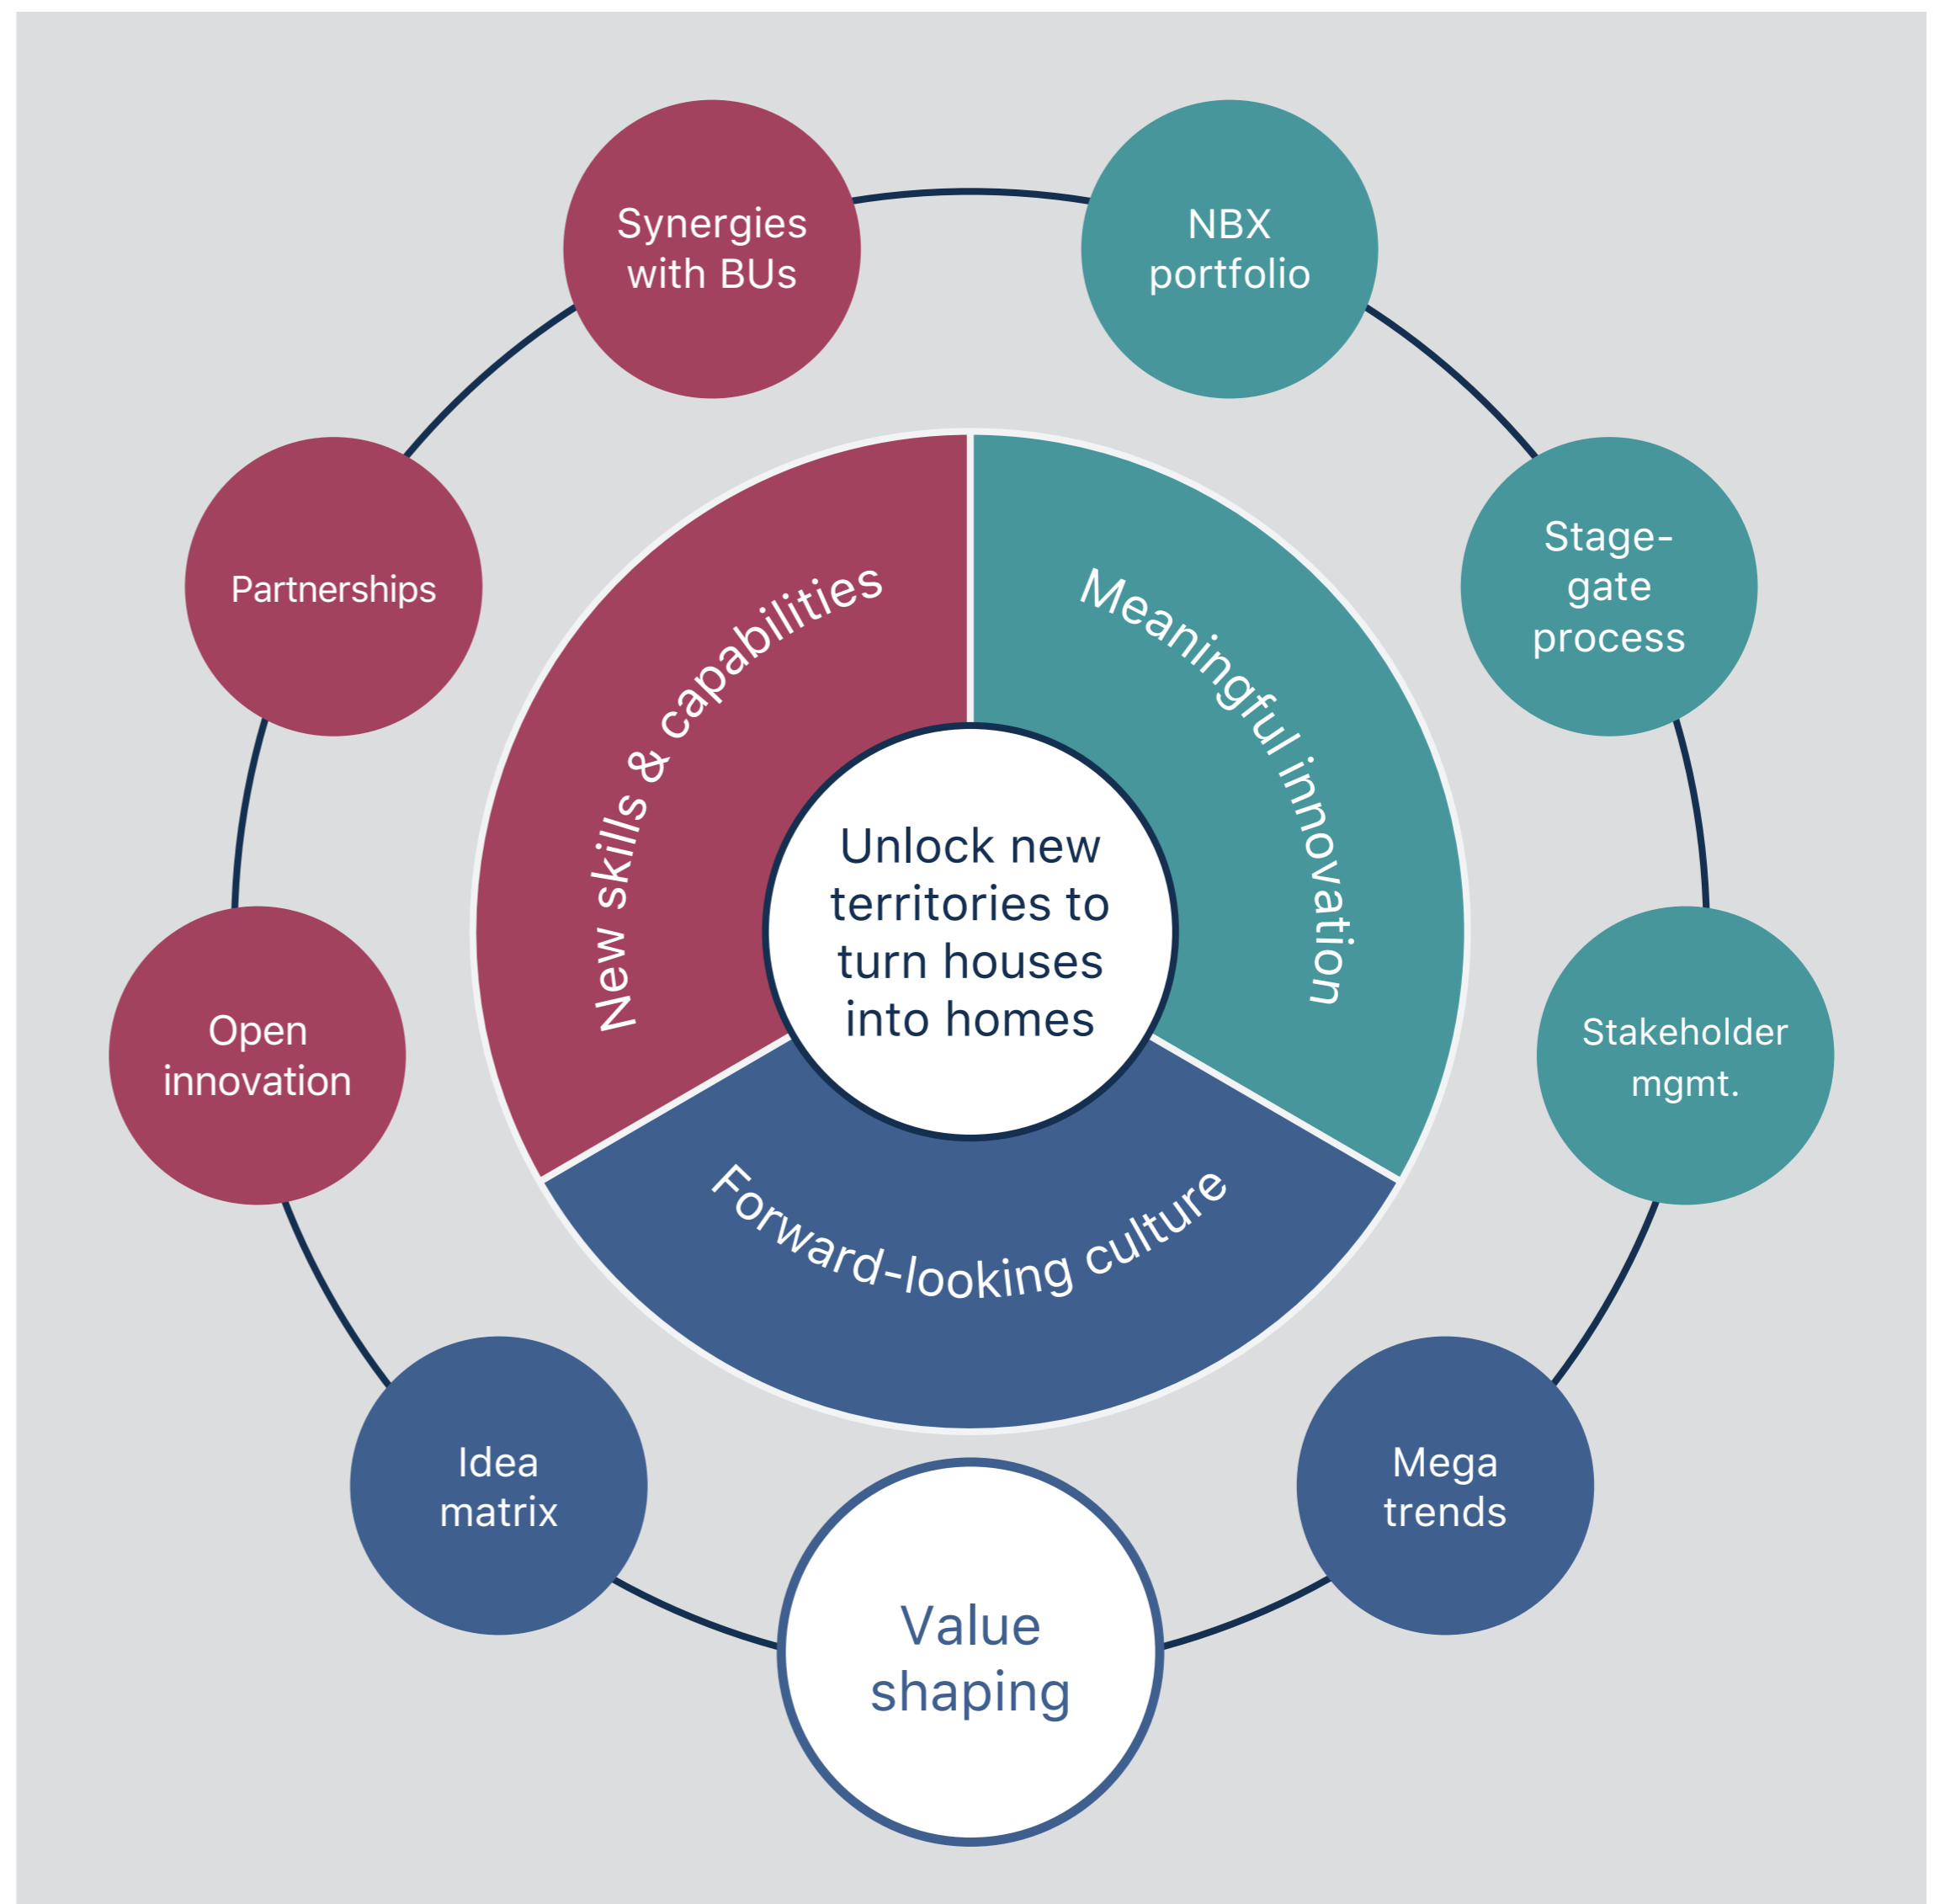 Synergies
with BUs
NBX
portfolio
Partnerships
Stage-
gate
process
New skills & capabilities
Meaningful innovation
Unlock new
territories to
turn houses
into homes
Open
innovation
Stakeholder
mgmt.
Forward-looking culture
Idea
matrix
Mega
trends
Value
shaping